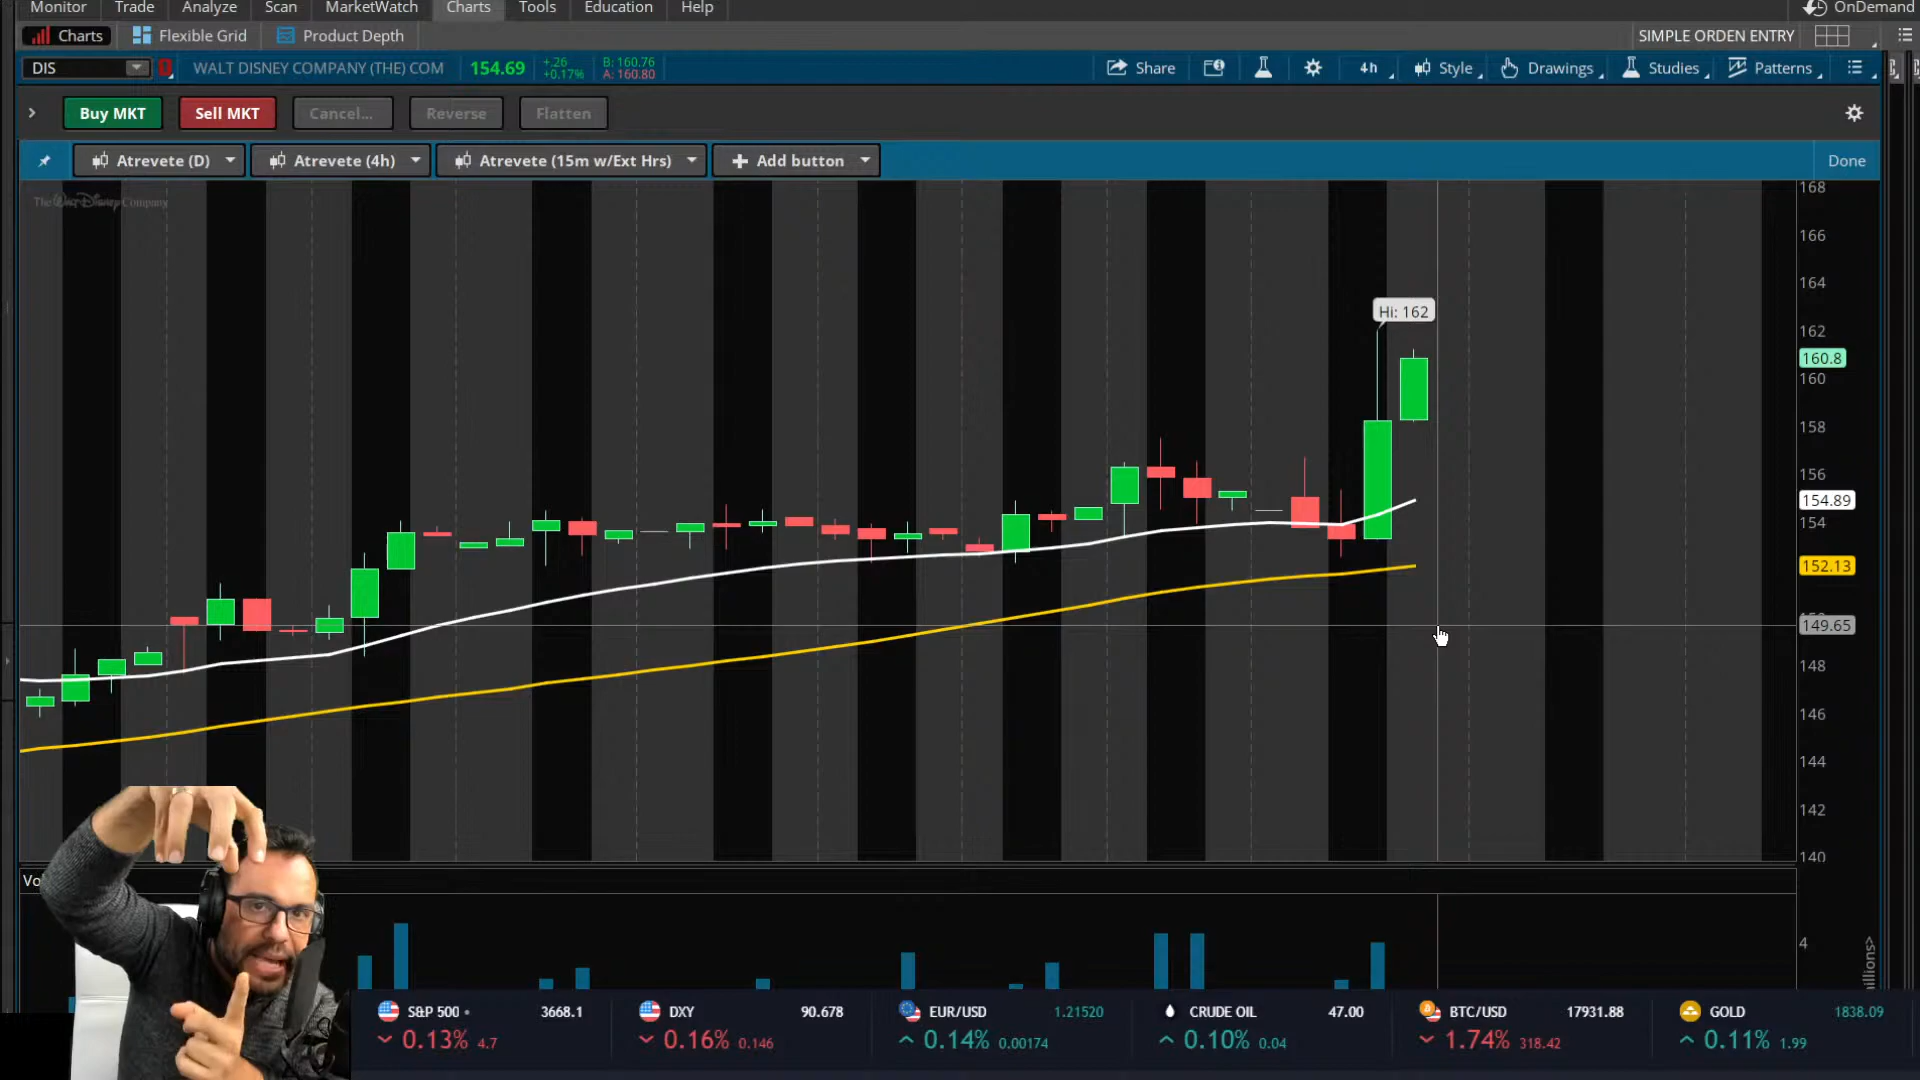 Monitor Trade Analyze Scan MarketWatch Charts Tools Education Help OnDemand
Charts Flexible Grid Product Depth SIMPLE ORDEN ENTRY
DIS WALT DISNEY COMPANY (THE) COM 154.69 +.26 +0.17% B: 160.76 A: 160.80 Share 4h Style Drawings Studies Patterns
Buy MKT Sell MKT Cancel... Reverse Flatten
Atrevete (D) Atrevete (4h) Atrevete (15m w/Ext Hrs) + Add button Done
The Walt Disney Company
Hi: 162
168
166
164
162
160.8
160
158
156
154.89
154
152.13
149.65
148
146
144
142
140
4
S&P 500 3668.1 DXY 90.678 EUR/USD 1.21520 CRUDE OIL 47.00 BTC/USD 17931.88 GOLD 1838.09
0.13% 4.7 0.16% 0.146 0.14% 0.00174 0.10% 0.04 1.74% 318.42 0.11% 1.99